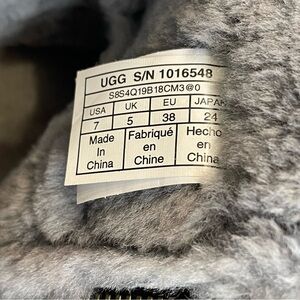 UGG S/N 1016548
S8S4Q19B18CM3@0
USA UK EU JAPAN
7 5 38 24
Made Fabriqué Hecho
In en en
China Chine China